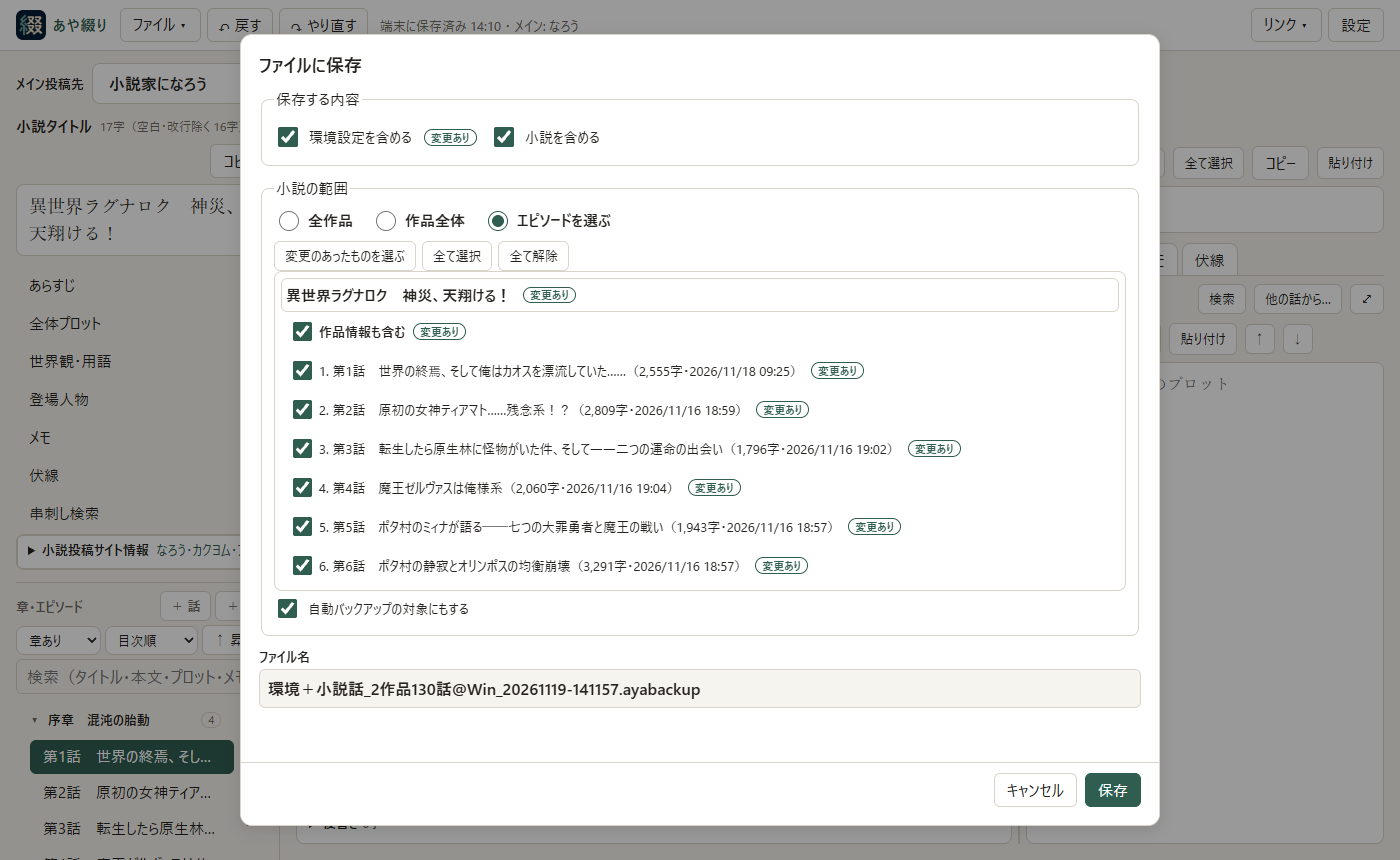 綴 あや綴り ファイル ▾ 戻す やり直す 端末に保存済み 14:10・メイン: なろう リンク ▾ 設定
ファイルに保存
メイン投稿先 小説家になろう
保存する内容
小説タイトル 17字（空白・改行除く16字
環境設定を含める 変更あり 小説を含める
全て選択 コピー 貼り付け
小説の範囲
異世界ラグナロク　神災、
天翔ける！
全作品 作品全体 エピソードを選ぶ
変更のあったものを選ぶ 全て選択 全て解除
伏線
あらすじ
異世界ラグナロク　神災、天翔ける！ 変更あり
検索 他の話から... ⤢
全体プロット
作品情報も含む 変更あり
貼り付け ↑ ↓
世界観・用語
1. 第1話　世界の終焉、そして俺はカオスを漂流していた……（2,555字・2026/11/18 09:25） 変更あり
のプロット
登場人物
2. 第2話　原初の女神ティアマト……残念系！？（2,809字・2026/11/16 18:59） 変更あり
メモ
3. 第3話　転生したら原生林に怪物がいた件、そして一一二つの運命の出会い（1,796字・2026/11/16 19:02） 変更あり
伏線
4. 第4話　魔王ゼルヴァスは俺様系（2,060字・2026/11/16 19:04） 変更あり
串刺し検索
5. 第5話　ポタ村のミィナが語る──七つの大罪勇者と魔王の戦い（1,943字・2026/11/16 18:57） 変更あり
▶ 小説投稿サイト情報 なろう・カクヨム・
6. 第6話　ポタ村の静寂とオリンポスの均衡崩壊（3,291字・2026/11/16 18:57） 変更あり
章・エピソード ＋ 話 ＋
自動バックアップの対象にもする
章あり 目次順 ↑ 昇
ファイル名
検索（タイトル・本文・プロット・メモ
環境＋小説話_2作品130話@Win_20261119-141157.ayabackup
▼ 序章　混沌の胎動 4
第1話　世界の終焉、そし...
第2話　原初の女神ティア...
キャンセル 保存
第3話　転生したら原生林...